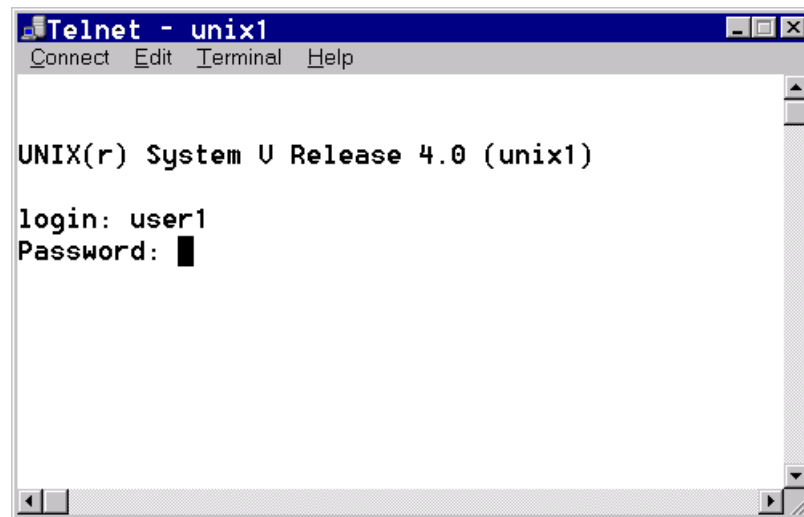 Telnet - unix1
Connect Edit Terminal Help
UNIX(r) System V Release 4.0 (unix1)
login: user1
Password: